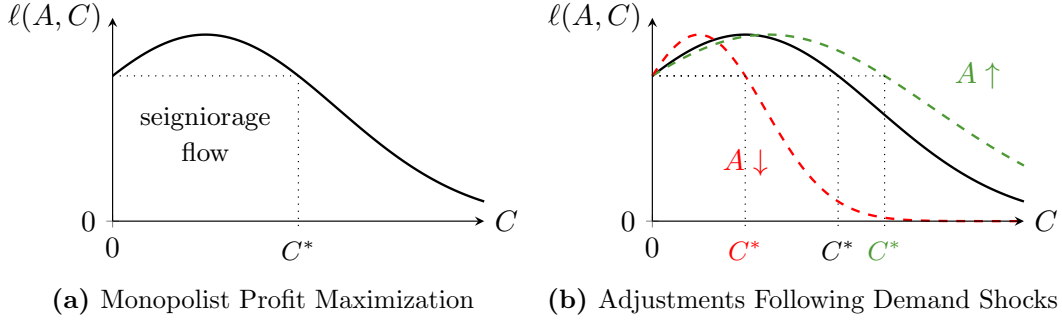 ℓ(A, C)
seigniorage
flow
0
0
C*
C
(a) Monopolist Profit Maximization
ℓ(A, C)
A ↑
A ↓
0
0
C*
C*
C*
C
(b) Adjustments Following Demand Shocks